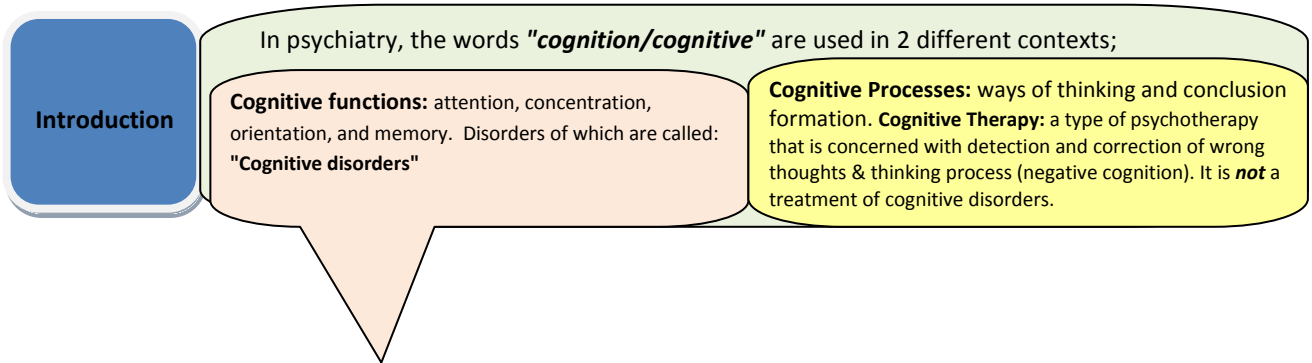 Introduction
In psychiatry, the words "cognition/cognitive" are used in 2 different contexts;
Cognitive functions: attention, concentration,
orientation, and memory. Disorders of which are called:
"Cognitive disorders"
Cognitive Processes: ways of thinking and conclusion
formation. Cognitive Therapy: a type of psychotherapy
that is concerned with detection and correction of wrong
thoughts & thinking process (negative cognition). It is not a
treatment of cognitive disorders.